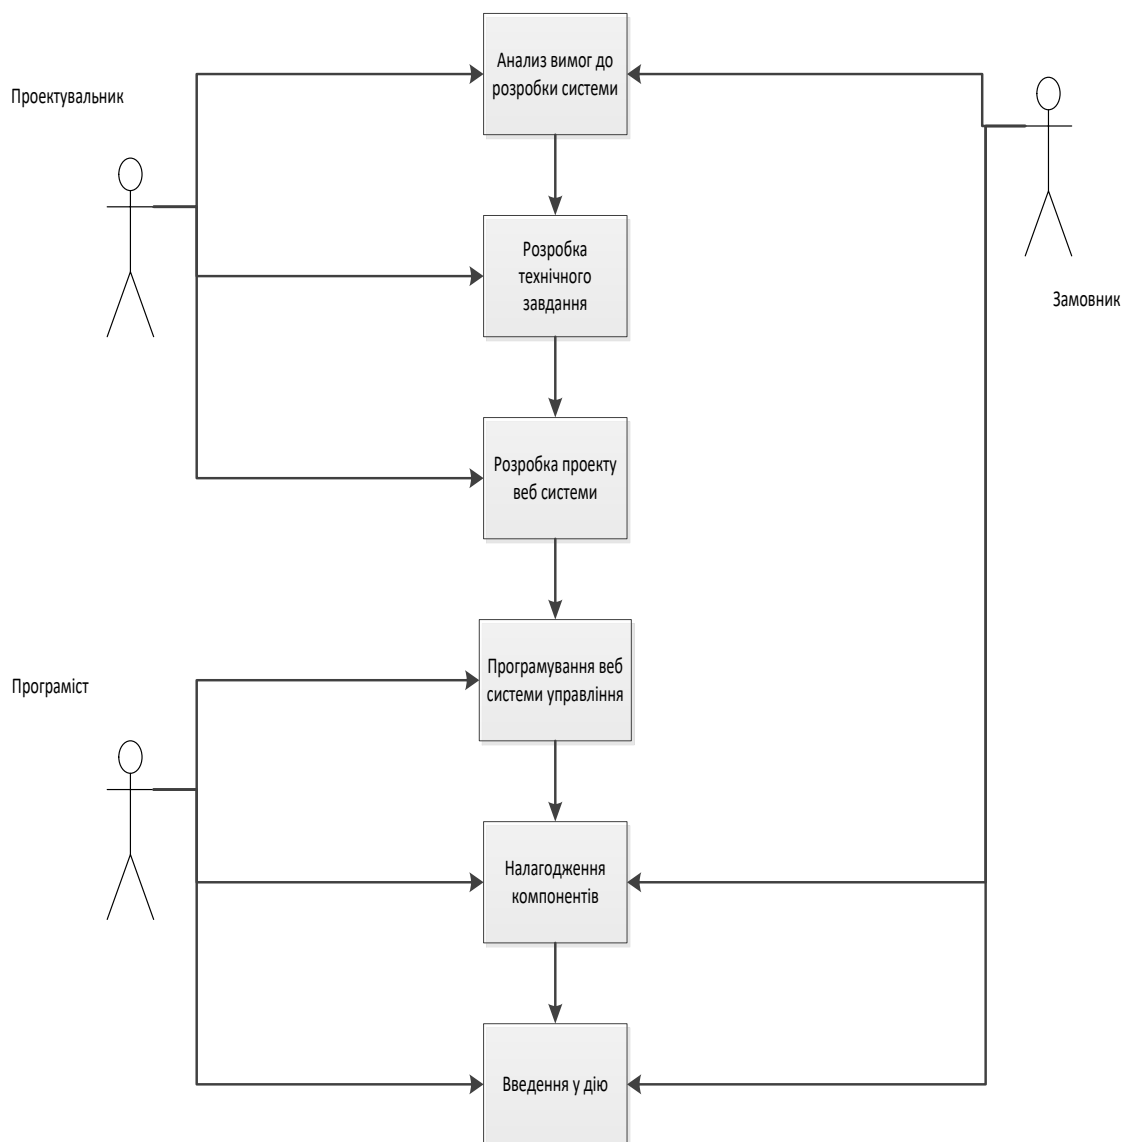 Анализ вимог до
розробки системи
Проектувальник
Розробка
технічного
завдання
Замовник
Розробка проекту
веб системи
Програмування веб
системи управління
Програміст
Налагодження
компонентів
Введення у дію